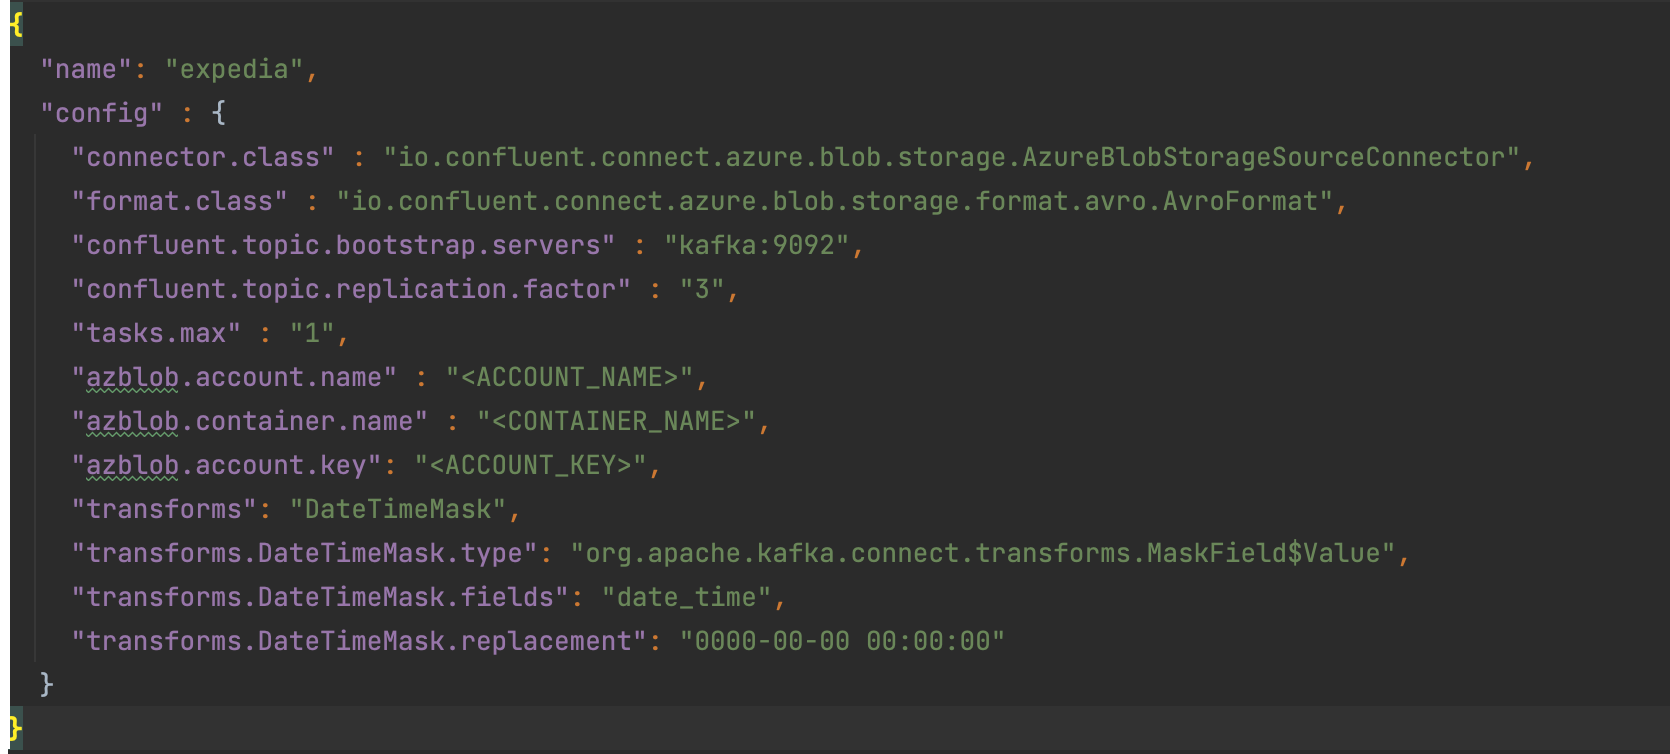 {
"name": "expedia",
"config" : {
"connector.class" : "io.confluent.connect.azure.blob.storage.AzureBlobStorageSourceConnector",
"format.class" : "io.confluent.connect.azure.blob.storage.format.avro.AvroFormat",
"confluent.topic.bootstrap.servers" : "kafka:9092",
"confluent.topic.replication.factor" : "3",
"tasks.max" : "1",
"azblob.account.name" : "<ACCOUNT_NAME>",
"azblob.container.name" : "<CONTAINER_NAME>",
"azblob.account.key": "<ACCOUNT_KEY>",
"transforms": "DateTimeMask",
"transforms.DateTimeMask.type": "org.apache.kafka.connect.transforms.MaskField$Value",
"transforms.DateTimeMask.fields": "date_time",
"transforms.DateTimeMask.replacement": "0000-00-00 00:00:00"
}
}